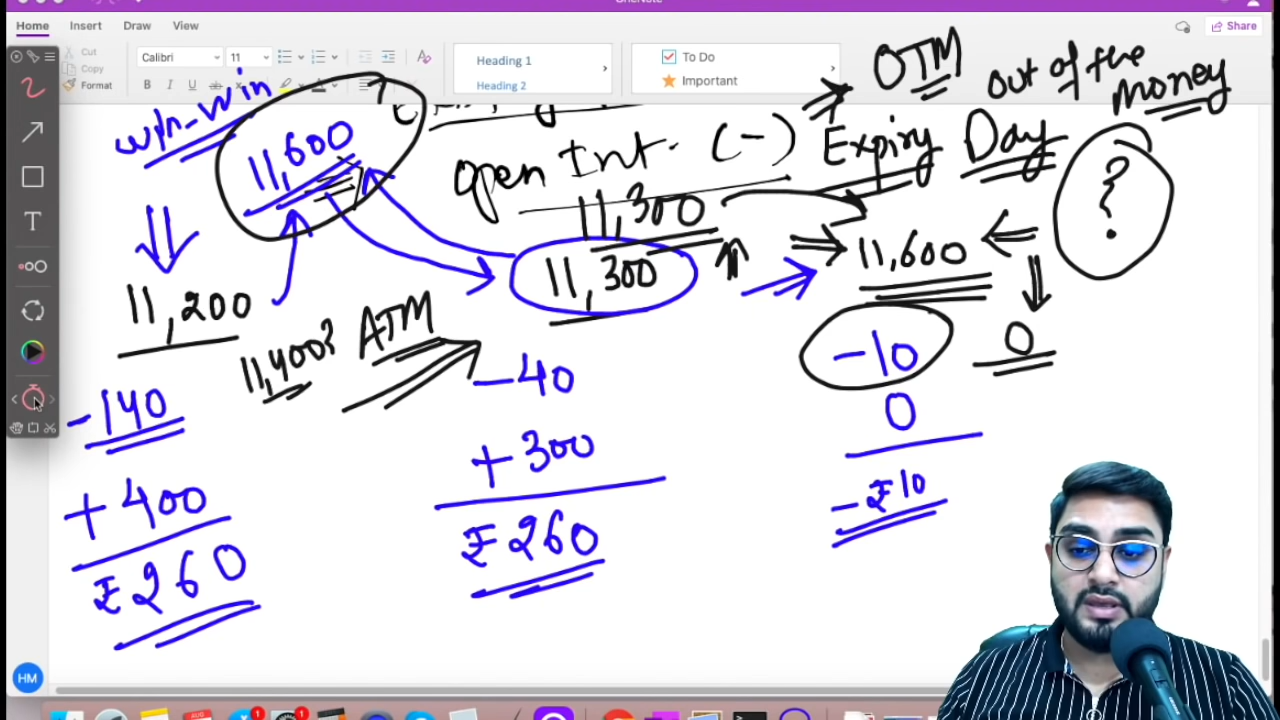 OneNote
Home Insert Draw View Share
Cut
Copy
Format
Calibri 11
B I U ab
Heading 1
Heading 2
To Do
Important
OTM out of the money
win-win
11,600
open Int. (-) Expiry Day
11,300
11,300
11,600
?
11,200
11,400? ATM
-10
0
0
-₹10
-40
+300
₹260
-140
+400
₹260
HM